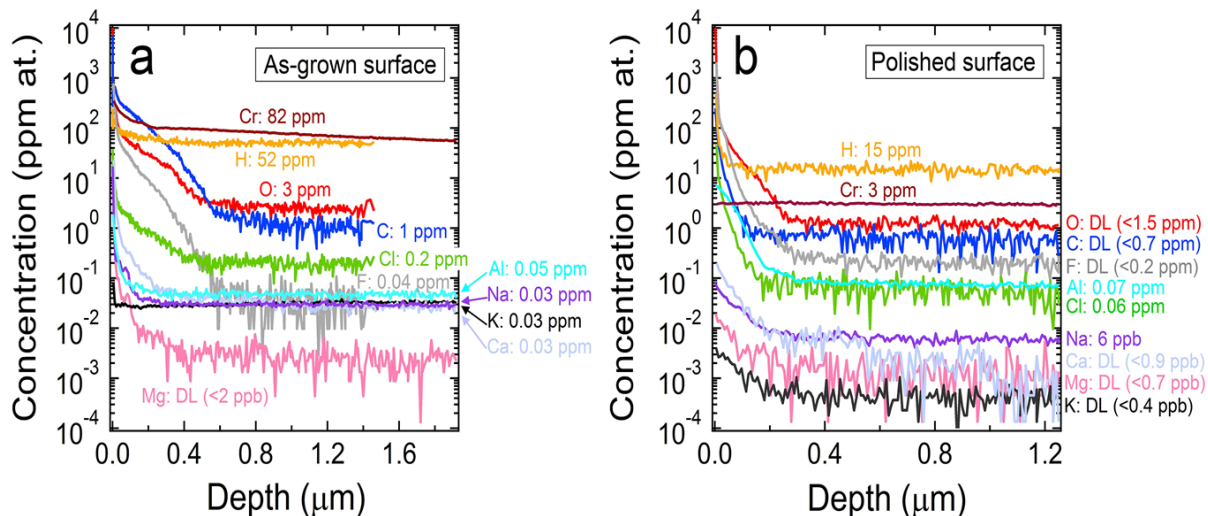 Concentration (ppm at.)
10^4
10^3
10^2
10^1
10^0
10^-1
10^-2
10^-3
10^-4
a
As-grown surface
Cr: 82 ppm
H: 52 ppm
O: 3 ppm
C: 1 ppm
Cl: 0.2 ppm
F: 0.04 ppm
Al: 0.05 ppm
Na: 0.03 ppm
K: 0.03 ppm
Ca: 0.03 ppm
Mg: DL (<2 ppb)
0.0 0.4 0.8 1.2 1.6
Depth (μm)
Concentration (ppm at.)
10^4
10^3
10^2
10^1
10^0
10^-1
10^-2
10^-3
10^-4
b
Polished surface
H: 15 ppm
Cr: 3 ppm
O: DL (<1.5 ppm)
C: DL (<0.7 ppm)
F: DL (<0.2 ppm)
Al: 0.07 ppm
Cl: 0.06 ppm
Na: 6 ppb
Ca: DL (<0.9 ppb)
Mg: DL (<0.7 ppb)
K: DL (<0.4 ppb)
0.0 0.4 0.8 1.2
Depth (μm)